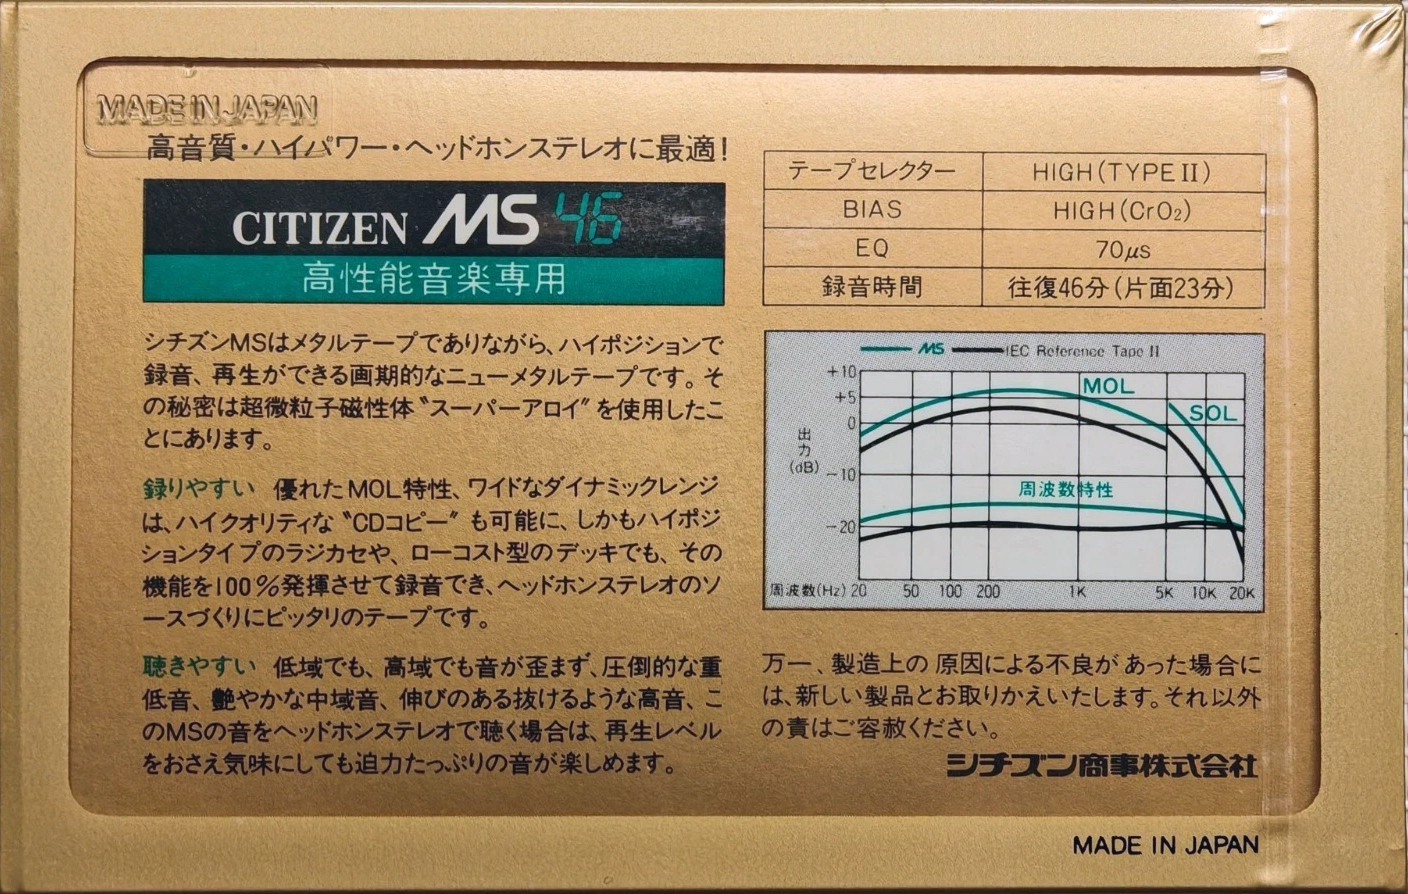 MADE IN JAPAN
高音質・ハイパワー・ヘッドホンステレオに最適!
CITIZEN MS 46
高性能音楽専用
シチズンMSはメタルテープでありながら、ハイポジションで
録音、再生ができる画期的なニューメタルテープです。そ
の秘密は超微粒子磁性体〝スーパーアロイ〟を使用したこ
とにあります。
録りやすい 優れたMOL特性、ワイドなダイナミックレンジ
は、ハイクオリティな〝CDコピー〟も可能に、しかもハイポジ
ションタイプのラジカセや、ローコスト型のデッキでも、その
機能を100%発揮させて録音でき、ヘッドホンステレオのソ
ースづくりにピッタリのテープです。
聴きやすい 低域でも、高域でも音が歪まず、圧倒的な重
低音、艶やかな中域音、伸びのある抜けるような高音、こ
のMSの音をヘッドホンステレオで聴く場合は、再生レベル
をおさえ気味にしても迫力たっぷりの音が楽しめます。
テープセレクター HIGH(TYPE II)
BIAS HIGH(CrO₂)
EQ 70μs
録音時間 往復46分(片面23分)
MS IEC Reference Tape II
+10
+5
0
-10
-20
出力(dB)
MOL
SOL
周波数特性
周波数(Hz) 20 50 100 200 1K 5K 10K 20K
万一、製造上の原因による不良があった場合に
は、新しい製品とお取りかえいたします。それ以外
の責はご容赦ください。
シチズン商事株式会社
MADE IN JAPAN